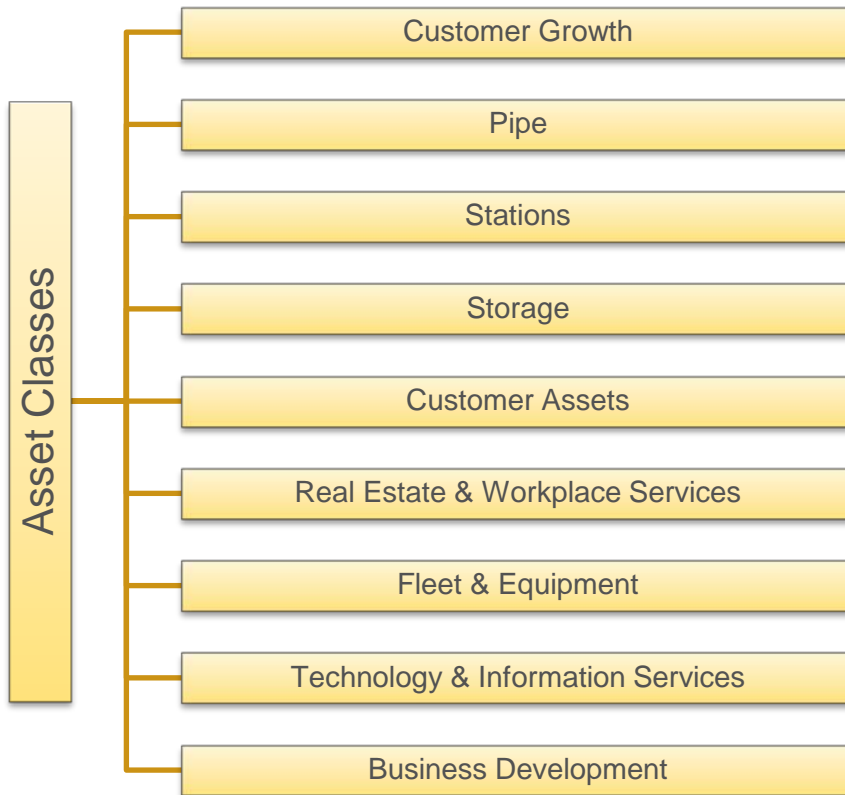 Asset Classes
Customer Growth
Pipe
Stations
Storage
Customer Assets
Real Estate & Workplace Services
Fleet & Equipment
Technology & Information Services
Business Development